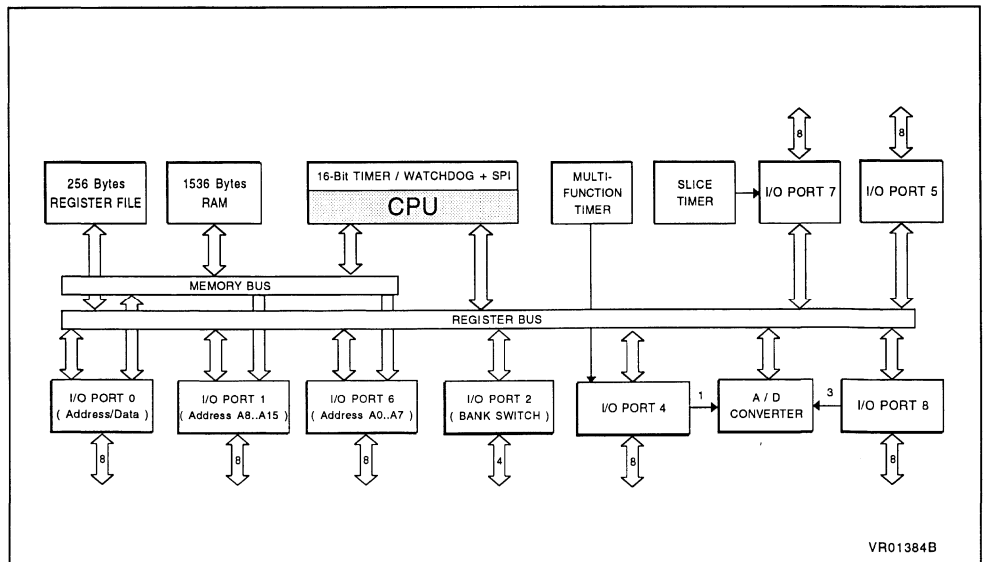 8
8
256 Bytes
REGISTER FILE
1536 Bytes
RAM
16-Bit TIMER / WATCHDOG + SPI
CPU
MULTI-
FUNCTION
TIMER
SLICE
TIMER
I/O PORT 7
I/O PORT 5
MEMORY BUS
REGISTER BUS
I/O PORT 0
( Address/Data )
I/O PORT 1
( Address A8..A15 )
I/O PORT 6
( Address A0..A7 )
I/O PORT 2
( BANK SWITCH )
I/O PORT 4
1
A / D
CONVERTER
3
I/O PORT 8
8
8
8
4
8
8
VR01384B